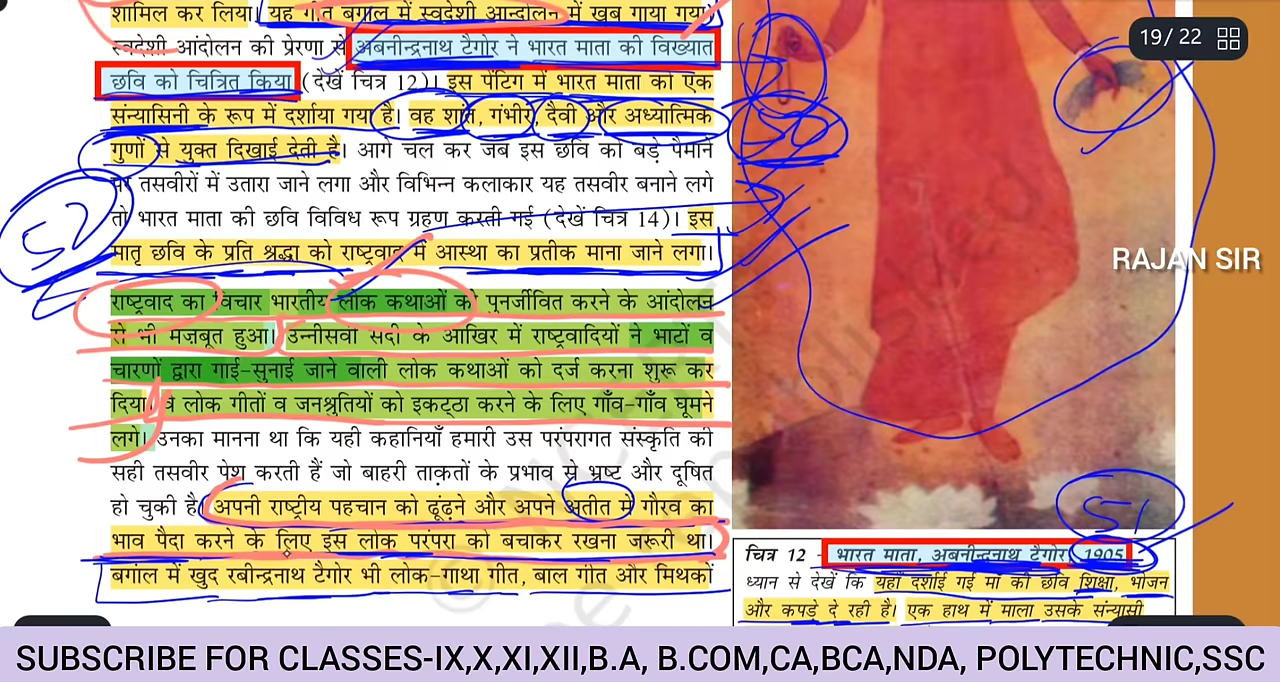 शामिल कर लिया। यह गीत बंगाल में स्वदेशी आन्दोलन में खूब गाया गया।
स्वदेशी आंदोलन की प्रेरणा से अबनीन्द्रनाथ टैगोर ने भारत माता की विख्यात
छवि को चित्रित किया (देखें चित्र 12)। इस पेंटिंग में भारत माता को एक
संन्यासिनी के रूप में दर्शाया गया है। वह शांत, गंभीर, दैवी और अध्यात्मिक
गुणों से युक्त दिखाई देती है। आगे चल कर जब इस छवि को बड़े पैमाने
पर तसवीरों में उतारा जाने लगा और विभिन्न कलाकार यह तसवीर बनाने लगे
तो भारत माता की छवि विविध रूप ग्रहण करती गई (देखें चित्र 14)। इस
मातृ छवि के प्रति श्रद्धा को राष्ट्रवाद में आस्था का प्रतीक माना जाने लगा।
राष्ट्रवाद का विचार भारतीय लोक कथाओं को पुनर्जीवित करने के आंदोलन
से भी मज़बूत हुआ। उन्नीसवीं सदी के आखिर में राष्ट्रवादियों ने भाटों व
चारणों द्वारा गाई-सुनाई जाने वाली लोक कथाओं को दर्ज करना शुरू कर
दिया। वे लोक गीतों व जनश्रुतियों को इकट्ठा करने के लिए गाँव-गाँव घूमने
लगे। उनका मानना था कि यही कहानियाँ हमारी उस परंपरागत संस्कृति की
सही तसवीर पेश करती हैं जो बाहरी ताक़तों के प्रभाव से भ्रष्ट और दूषित
हो चुकी है। अपनी राष्ट्रीय पहचान को ढूंढ़ने और अपने अतीत में गौरव का
भाव पैदा करने के लिए इस लोक परंपरा को बचाकर रखना जरूरी था।
बंगाल में खुद रबीन्द्रनाथ टैगोर भी लोक-गाथा गीत, बाल गीत और मिथकों
52
19/22
50
RAJAN SIR
51
चित्र 12 - भारत माता, अबनीन्द्रनाथ टैगोर, 1905
ध्यान से देखें कि यहाँ दर्शाई गई माँ की छवि शिक्षा, भोजन
और कपड़े दे रही है। एक हाथ में माला उसके संन्यासी
SUBSCRIBE FOR CLASSES-IX,X,XI,XII,B.A, B.COM,CA,BCA,NDA, POLYTECHNIC,SSC